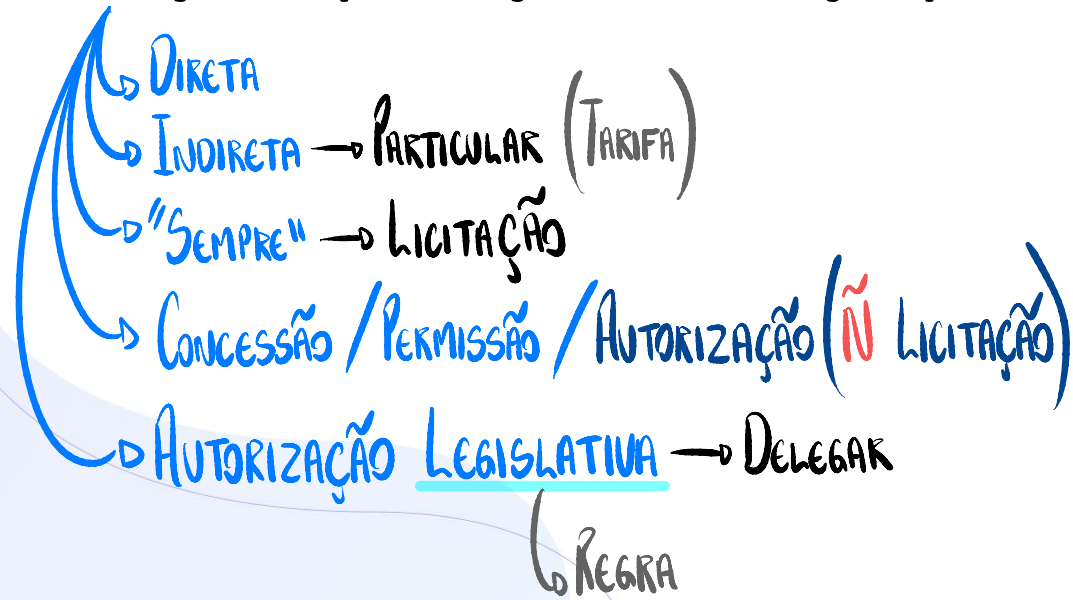 DIRETA
INDIRETA → PARTICULAR (TARIFA)
"SEMPRE" → LICITAÇÃO
CONCESSÃO / PERMISSÃO / AUTORIZAÇÃO (Ñ LICITAÇÃO)
AUTORIZAÇÃO LEGISLATIVA → DELEGAR
REGRA